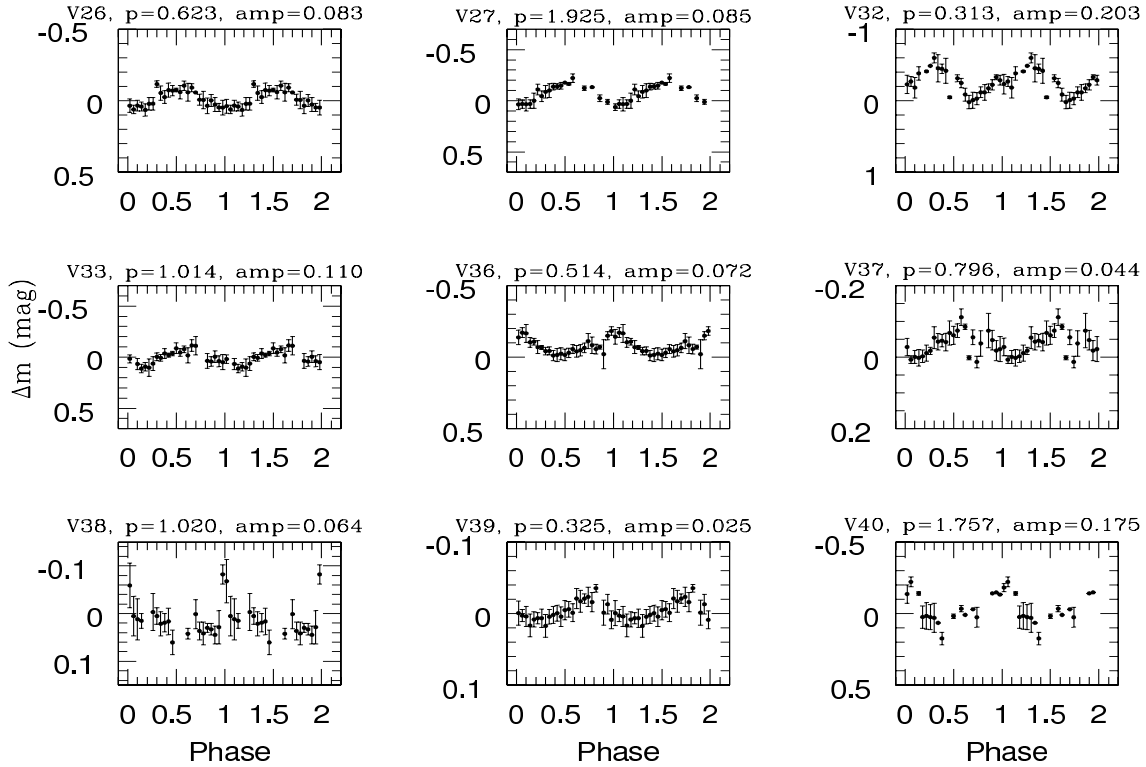 V26, p=0.623, amp=0.083
-0.5
0
0.5
0 0.5 1 1.5 2
V27, p=1.925, amp=0.085
-0.5
0
0.5
0 0.5 1 1.5 2
V32, p=0.313, amp=0.203
-1
0
1
0 0.5 1 1.5 2
Δm (mag)
V33, p=1.014, amp=0.110
-0.5
0
0.5
0 0.5 1 1.5 2
V36, p=0.514, amp=0.072
-0.5
0
0.5
0 0.5 1 1.5 2
V37, p=0.796, amp=0.044
-0.2
0
0.2
0 0.5 1 1.5 2
V38, p=1.020, amp=0.064
-0.1
0
0.1
0 0.5 1 1.5 2
Phase
V39, p=0.325, amp=0.025
-0.1
0
0.1
0 0.5 1 1.5 2
Phase
V40, p=1.757, amp=0.175
-0.5
0
0.5
0 0.5 1 1.5 2
Phase